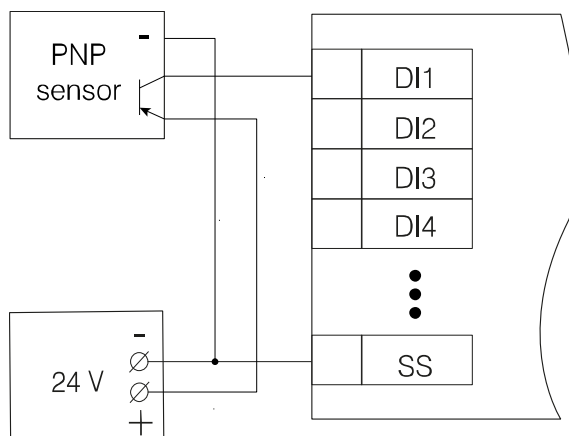 -
PNP
sensor
DI1
DI2
DI3
DI4
SS
-
24 V
+